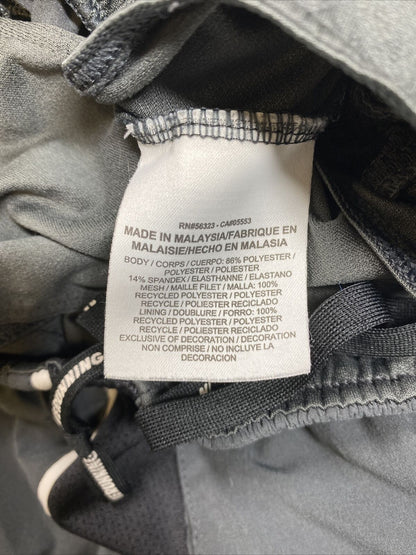 RN#56323 - CA#05553
MADE IN MALAYSIA/FABRIQUE EN
MALAISIE/HECHO EN MALASIA
BODY / CORPS / CUERPO: 86% POLYESTER /
POLYESTER / POLIESTER
14% SPANDEX / ELASTHANNE / ELASTANO
MESH / MAILLE FILET / MALLA: 100%
RECYCLED POLYESTER / POLYESTER
RECYCLE / POLIESTER RECICLADO
LINING / DOUBLURE / FORRO: 100%
RECYCLED POLYESTER / POLYESTER
RECYCLE / POLIESTER RECICLADO
EXCLUSIVE OF DECORATION / DECORATION
NON COMPRISE / NO INCLUYE LA
DECORACION